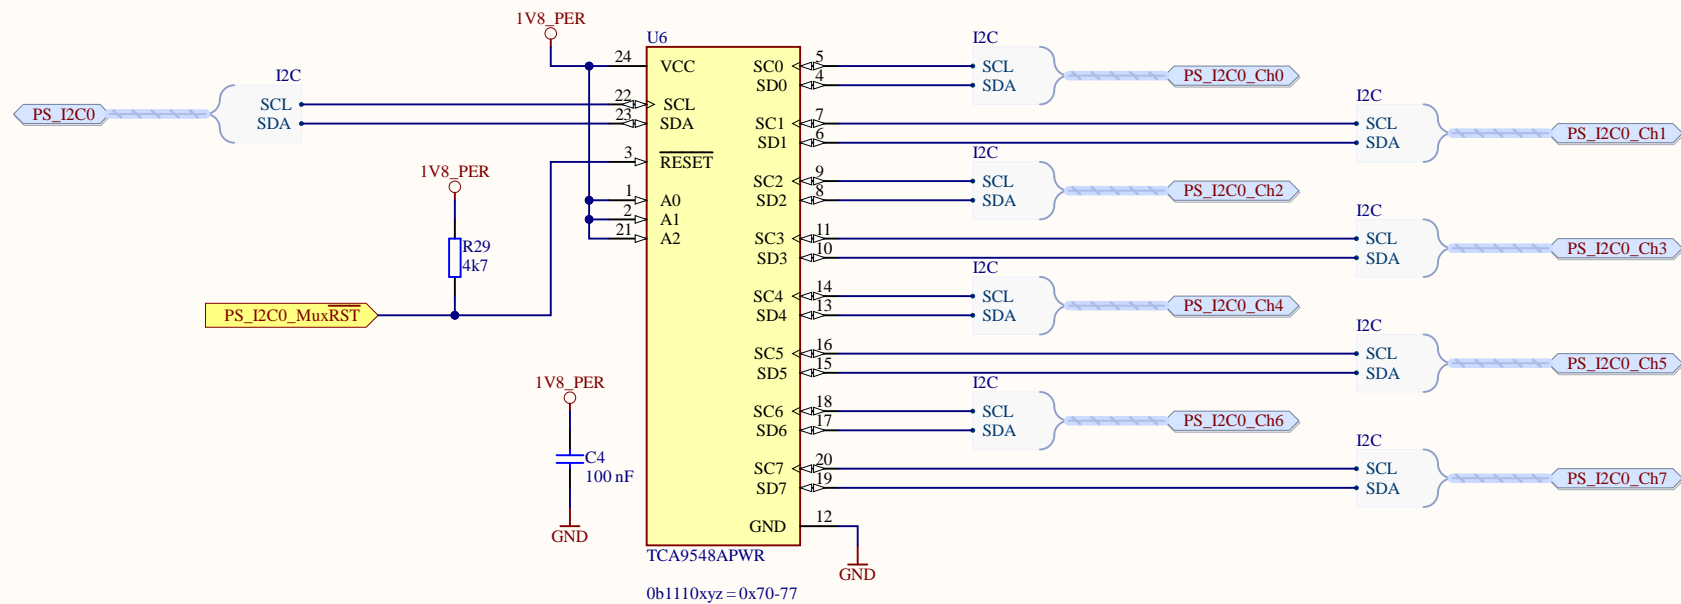 1V8_PER
U6
24 VCC
I2C
SCL
SDA
PS_I2C0
22 SCL
23 SDA
3 RESET
1V8_PER
1 A0
2 A1
21 A2
R29
4k7
PS_I2C0_MuxRST
1V8_PER
C4
100 nF
GND
SC0 5
SD0 4
SC1 7
SD1 6
SC2 9
SD2 8
SC3 11
SD3 10
SC4 14
SD4 13
SC5 16
SD5 15
SC6 18
SD6 17
SC7 20
SD7 19
GND 12
GND
TCA9548APWR
0b1110xyz = 0x70-77
I2C
SCL
SDA
PS_I2C0_Ch0
I2C
SCL
SDA
PS_I2C0_Ch1
I2C
SCL
SDA
PS_I2C0_Ch2
I2C
SCL
SDA
PS_I2C0_Ch3
I2C
SCL
SDA
PS_I2C0_Ch4
I2C
SCL
SDA
PS_I2C0_Ch5
I2C
SCL
SDA
PS_I2C0_Ch6
I2C
SCL
SDA
PS_I2C0_Ch7